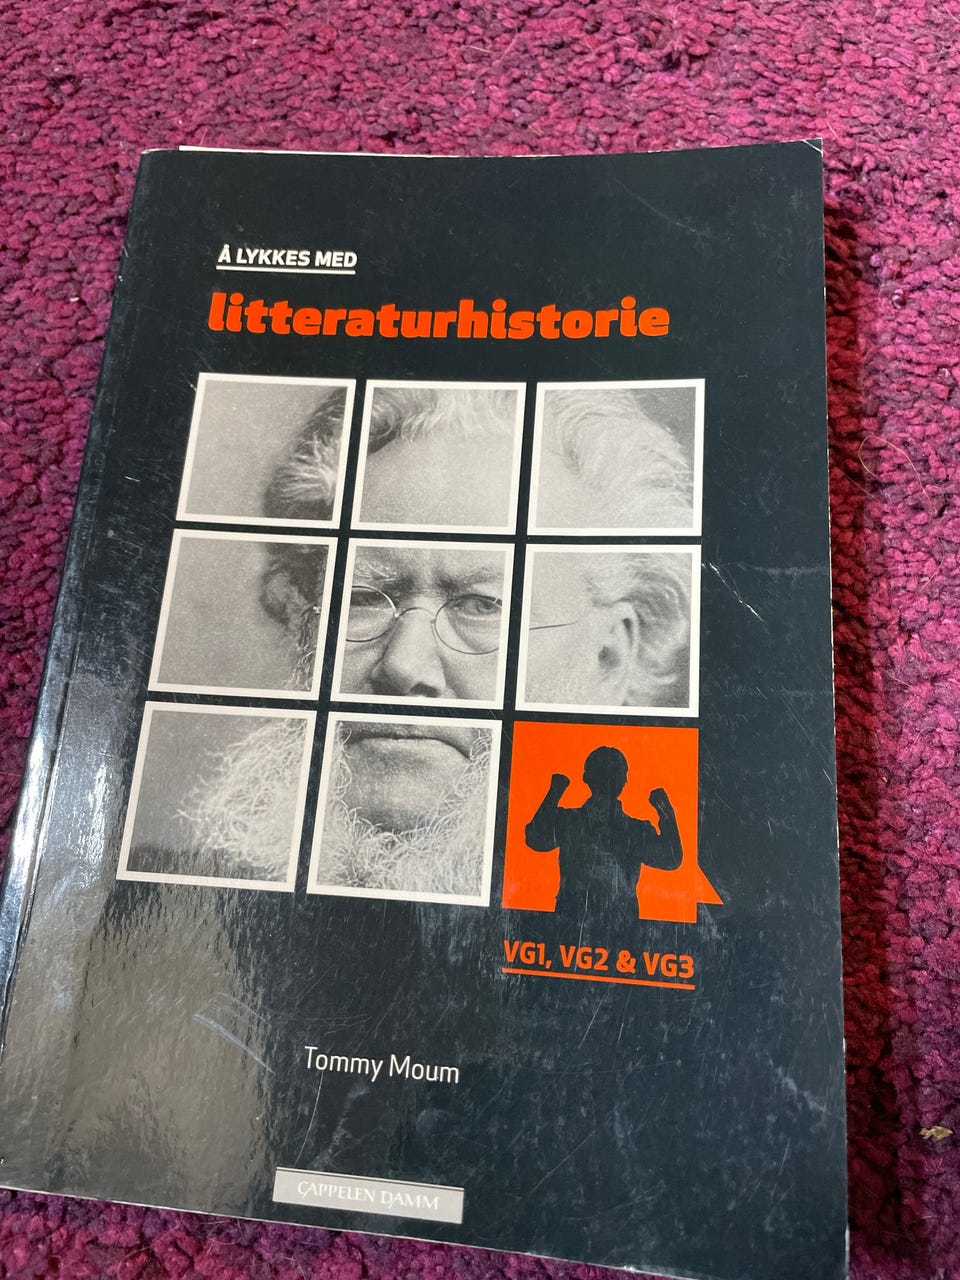 Å LYKKES MED
litteraturhistorie
VG1, VG2 & VG3
Tommy Moum
CAPPELEN DAMM